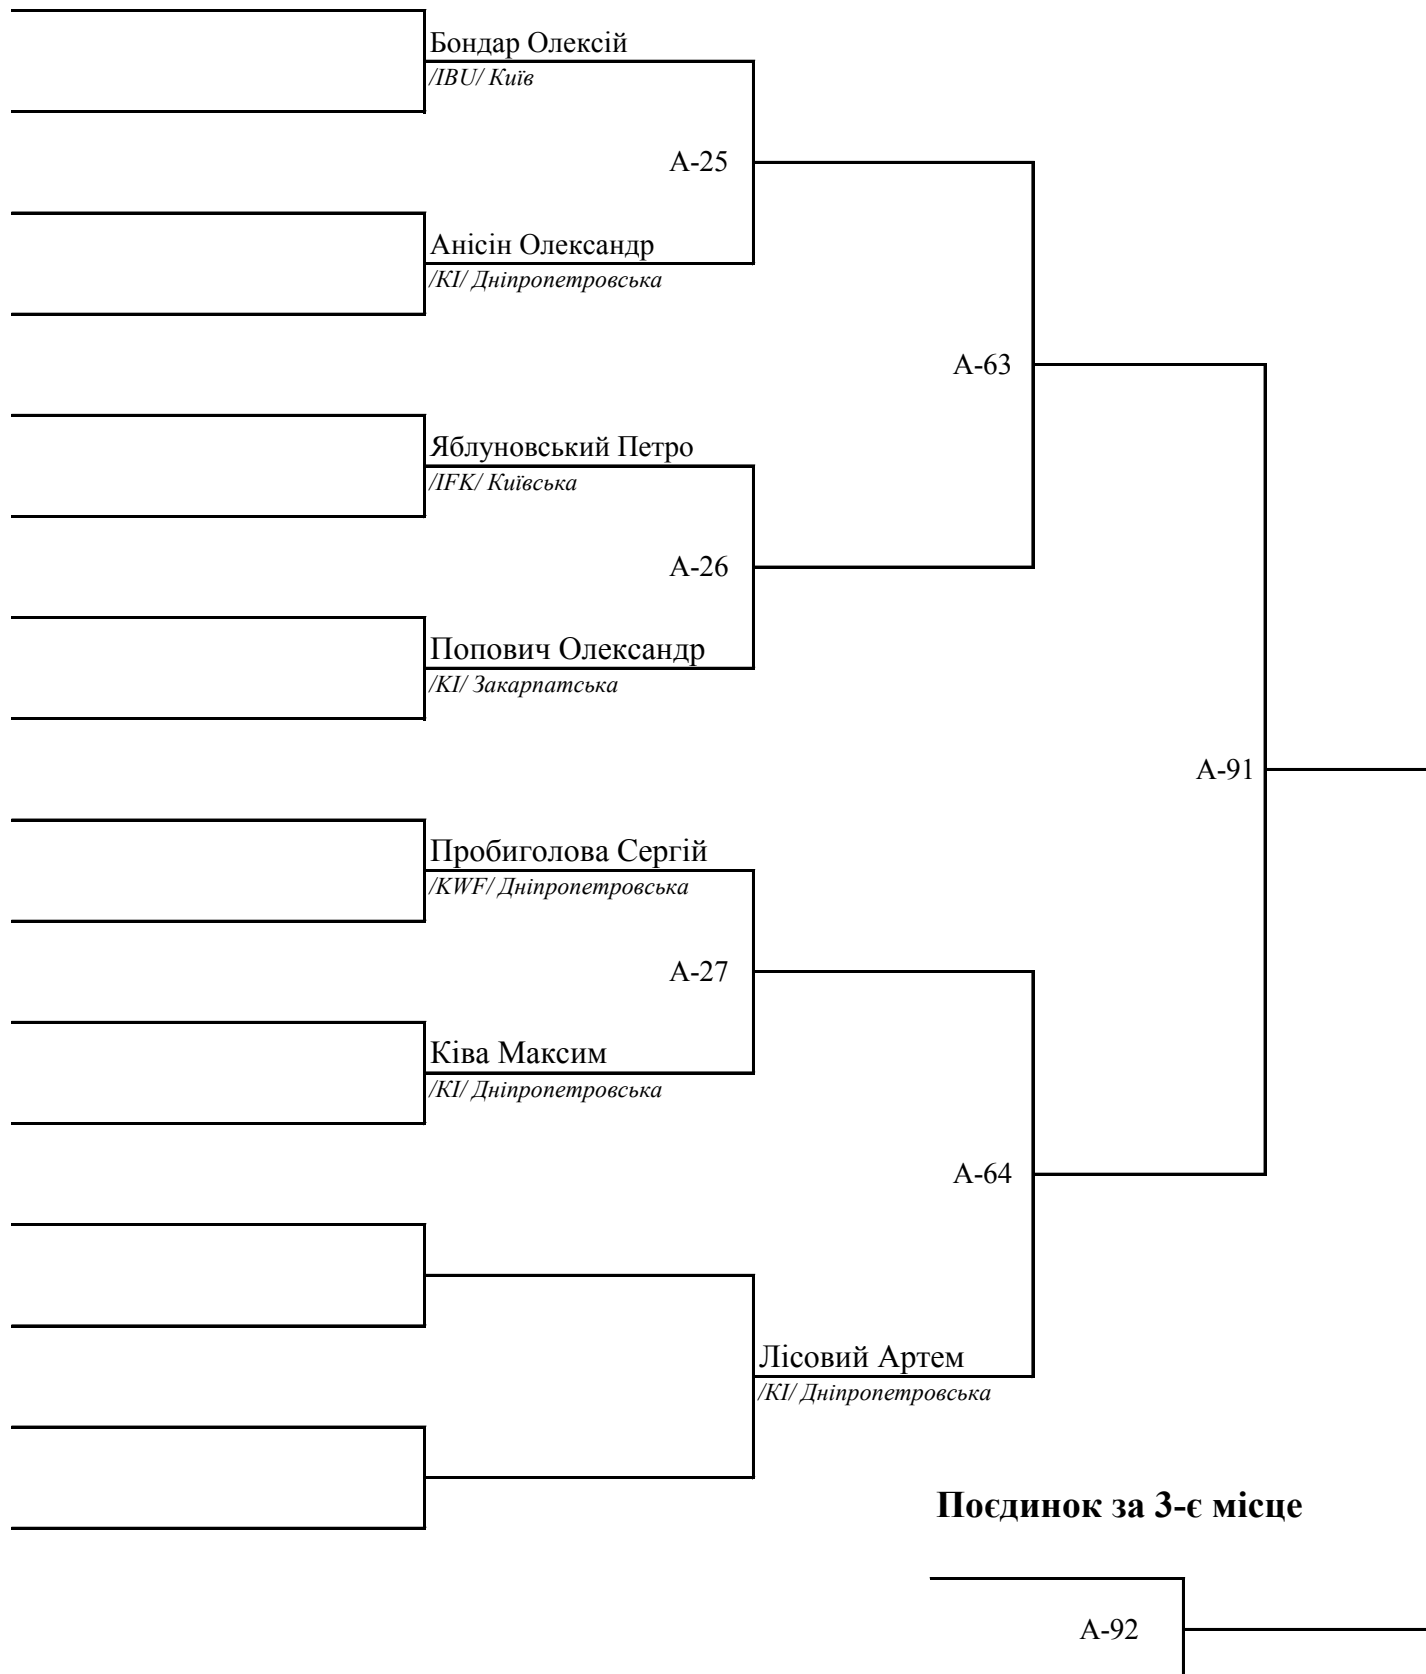 Бондар Олексій
/IBU/ Київ
А-25
Анісін Олександр
/KI/ Дніпропетровська
А-63
Яблуновський Петро
/IFK/ Київська
А-26
Попович Олександр
/KI/ Закарпатська
А-91
Пробиголова Сергій
/KWF/ Дніпропетровська
А-27
Ківа Максим
/KI/ Дніпропетровська
А-64
Лісовий Артем
/KI/ Дніпропетровська
Поєдинок за 3-є місце
А-92